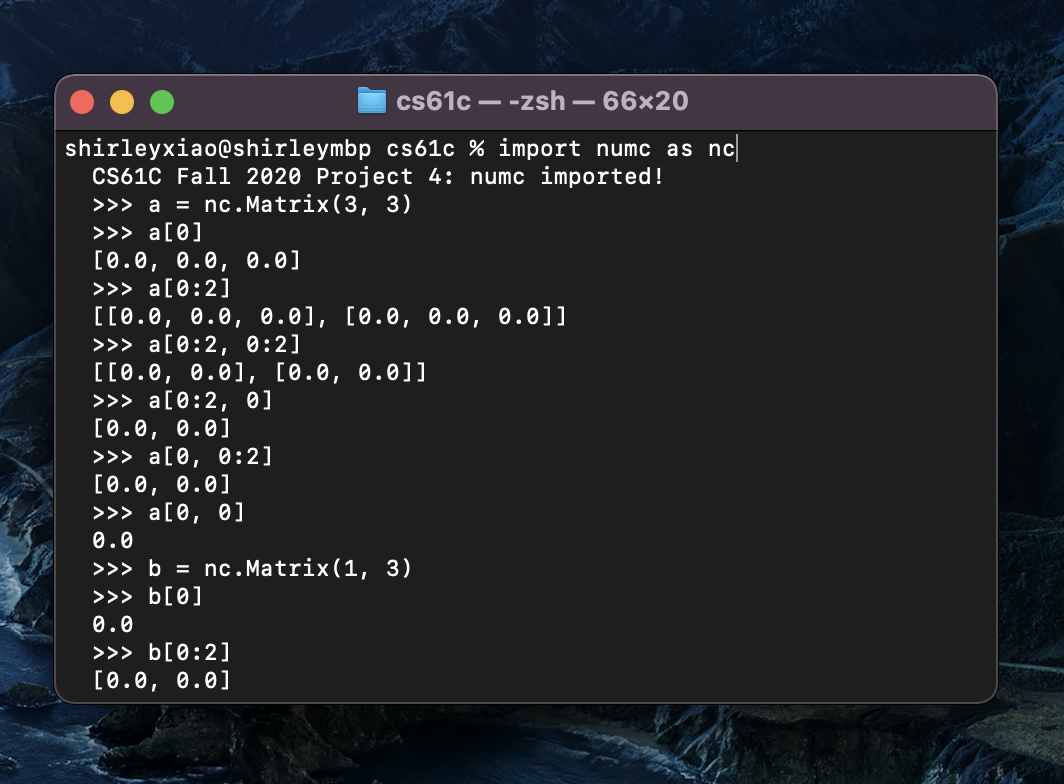 cs61c — -zsh — 66×20
shirleyxiao@shirleymbp cs61c % import numc as nc
CS61C Fall 2020 Project 4: numc imported!
>>> a = nc.Matrix(3, 3)
>>> a[0]
[0.0, 0.0, 0.0]
>>> a[0:2]
[[0.0, 0.0, 0.0], [0.0, 0.0, 0.0]]
>>> a[0:2, 0:2]
[[0.0, 0.0], [0.0, 0.0]]
>>> a[0:2, 0]
[0.0, 0.0]
>>> a[0, 0:2]
[0.0, 0.0]
>>> a[0, 0]
0.0
>>> b = nc.Matrix(1, 3)
>>> b[0]
0.0
>>> b[0:2]
[0.0, 0.0]